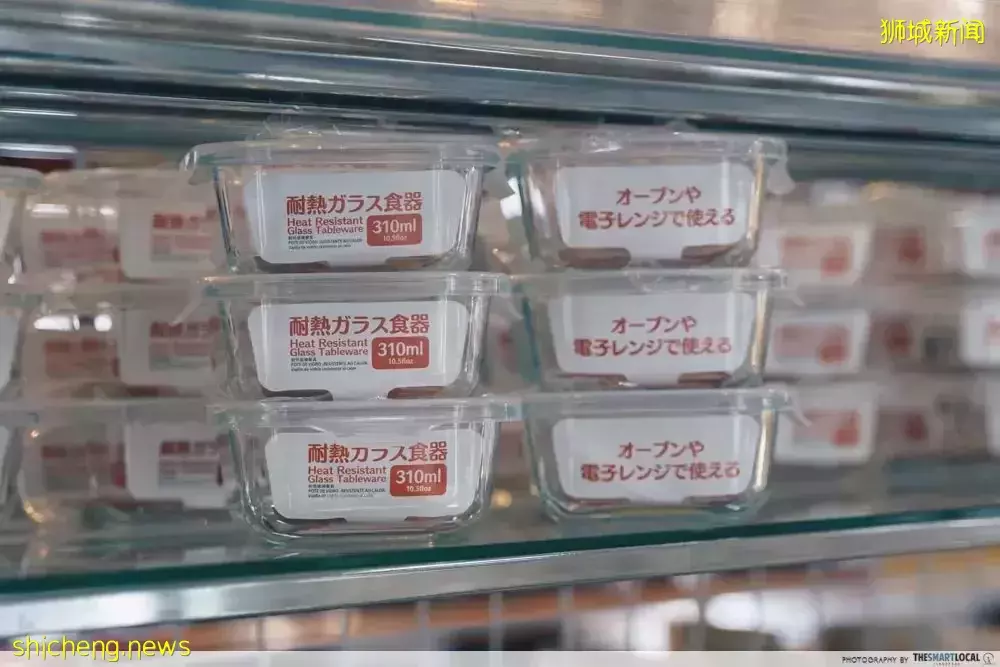 狮城新闻
耐熱ガラス食器
Heat Resistant
Glass Tableware
310ml
10.5floz
オーブンや
電子レンジで使える
耐熱ガラス食器
Heat Resistant
Glass Tableware
310ml
10.5floz
オーブンや
電子レンジで使える
耐熱ガラス食器
Heat Resistant
Glass Tableware
310ml
10.5floz
オーブンや
電子レンジで使える
shicheng.news
PHOTOGRAPHY BY THESMARTLOCAL